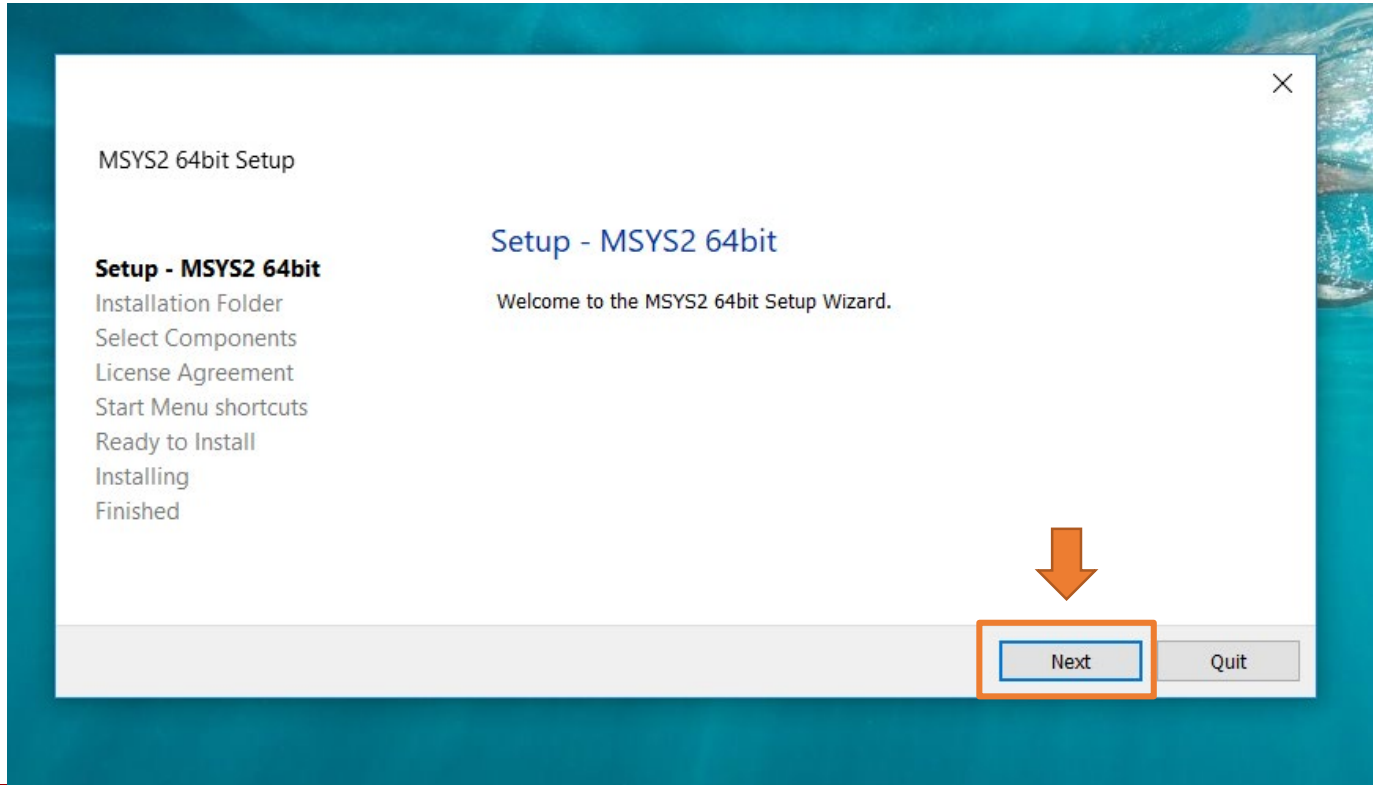 MSYS2 64bit Setup
Setup - MSYS2 64bit
Installation Folder
Select Components
License Agreement
Start Menu shortcuts
Ready to Install
Installing
Finished
Setup - MSYS2 64bit
Welcome to the MSYS2 64bit Setup Wizard.
Next
Quit